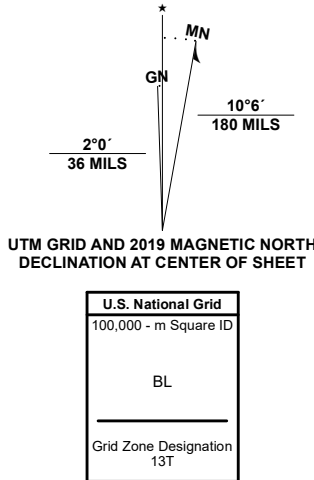 ★
MN
GN
10°6´
180 MILS
2°0´
36 MILS
UTM GRID AND 2019 MAGNETIC NORTH
DECLINATION AT CENTER OF SHEET
U.S. National Grid
100,000 - m Square ID
BL
Grid Zone Designation
13T